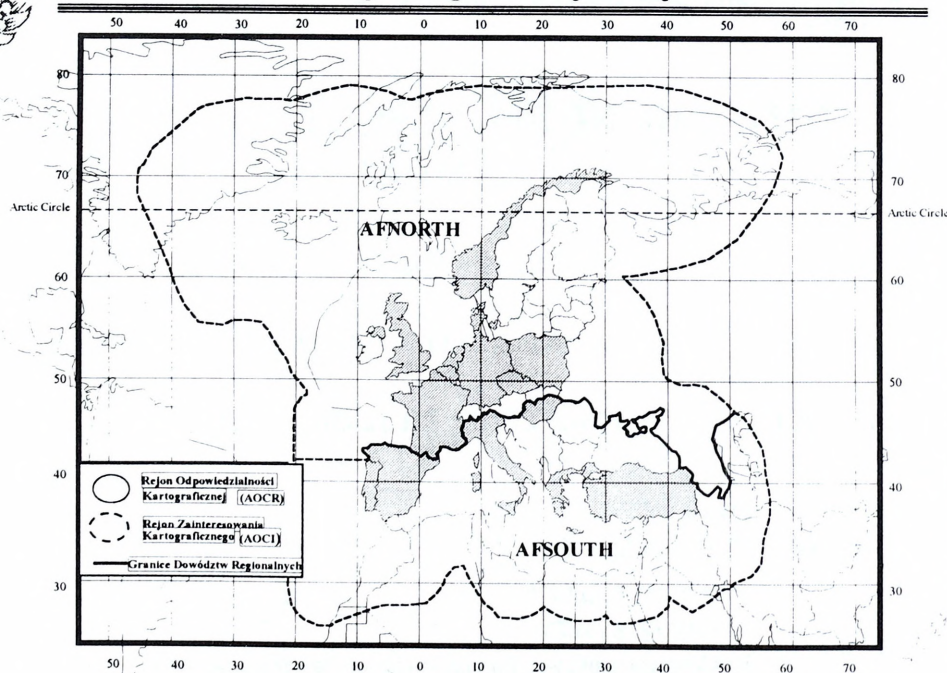 50 40 30 20 10 0 10 20 30 40 50 60 70
80 80
70 70
Arctic Circle Arctic Circle
AFNORTH
60 60
50 50
40 40
Rejon Odpowiedzialności
Kartograficznej (AOCR)
Rejon Zainteresowania
Kartograficznego (AOCI)
Granice Dowództw Regionalnych
AFSOUTH
30 30
50 40 30 20 10 0 10 20 30 40 50 60 70